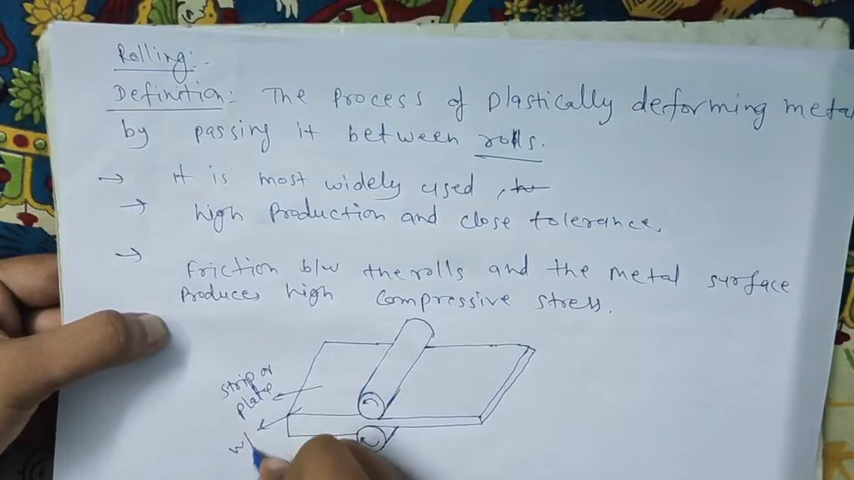 Rolling:-
Definition: The process of plastically deforming metal
by passing it between rolls.
→ It is most widely used,
→ high production and close tolerance.
→ Friction b/w the rolls and the metal surface
produces high compressive stress.
strip or
plate
w